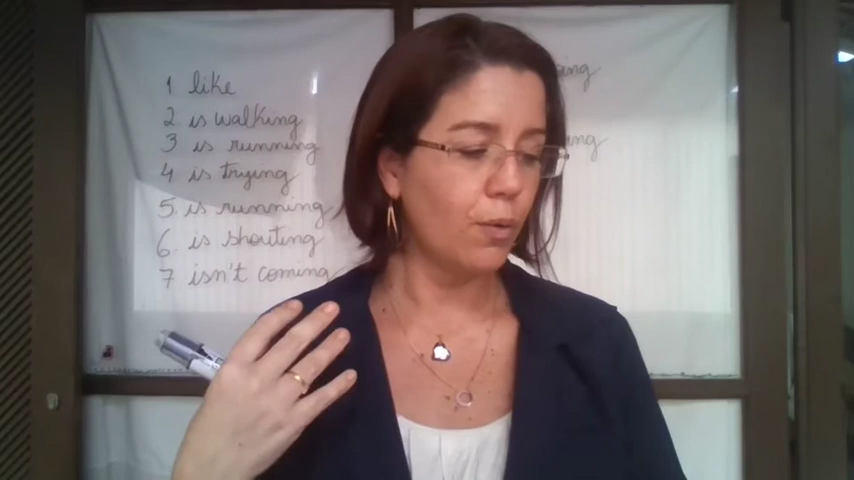 1 like
2 is walking
3 is running
4 is trying
5. is running
6. is shouting
7 isn't coming